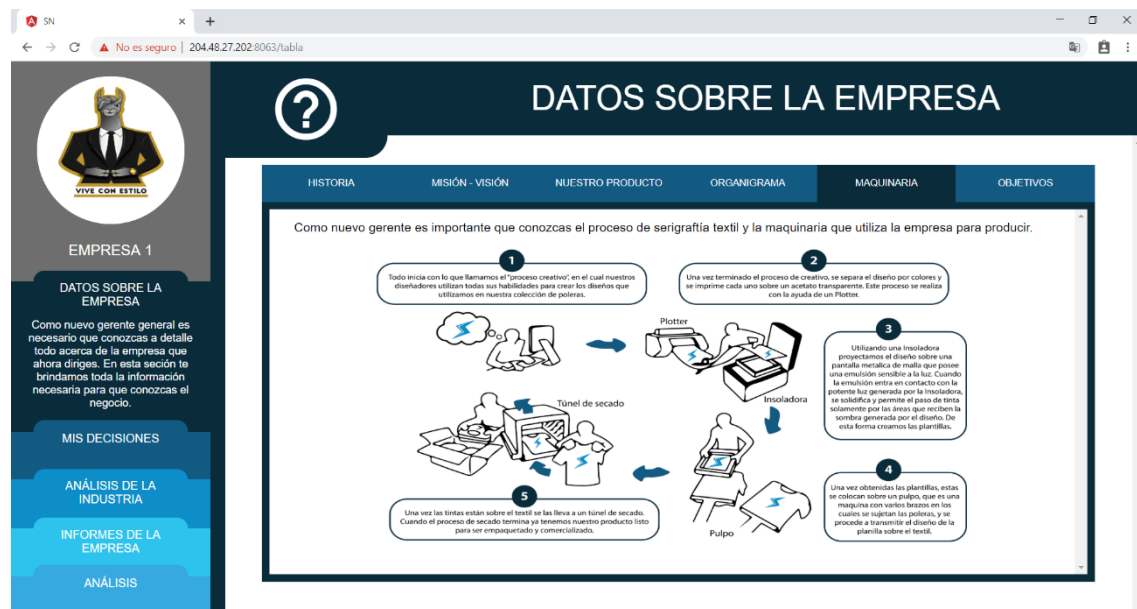 SN
No es seguro | 204.48.27.202:8063/tabla
VIVE CON ESTILO
EMPRESA 1
DATOS SOBRE LA
EMPRESA
Como nuevo gerente general es
necesario que conozcas a detalle
todo acerca de la empresa que
ahora diriges. En esta seción te
brindamos toda la información
necesaria para que conozcas el
negocio.
MIS DECISIONES
ANÁLISIS DE LA
INDUSTRIA
INFORMES DE LA
EMPRESA
ANÁLISIS
?
DATOS SOBRE LA EMPRESA
HISTORIA
MISIÓN - VISIÓN
NUESTRO PRODUCTO
ORGANIGRAMA
MAQUINARIA
OBJETIVOS
Como nuevo gerente es importante que conozcas el proceso de serigraftía textil y la maquinaria que utiliza la empresa para producir.
1
Todo inicia con lo que llamamos el "proceso creativo", en el cual nuestros
diseñadores utilizan todas sus habilidades para crear los diseños que
utilizamos en nuestra colección de poleras.
2
Una vez terminado el proceso de creativo, se separa el diseño por colores y
se imprime cada uno sobre un acetato transparente. Este proceso se realiza
con la ayuda de un Plotter.
Plotter
Insoladora
3
Utilizando una Insoladora
proyectamos el diseño sobre una
pantalla metalica de malla que posee
una emulsión sensible a la luz. Cuando
la emulsión entra en contacto con la
potente luz generada por la Insoladora,
se solidifica y permite el paso de tinta
solamente por las áreas que reciben la
sombra generada por el diseño. De
esta forma creamos las plantillas.
4
Una vez obtenidas las plantillas, estas
se colocan sobre un pulpo, que es una
maquina con varios brazos en los
cuales se sujetan las poleras, y se
procede a transmitir el diseño de la
planilla sobre el textil.
Pulpo
Túnel de secado
5
Una vez las tintas están sobre el textil se las lleva a un túnel de secado.
Cuando el proceso de secado termina ya tenemos nuestro producto listo
para ser empaquetado y comercializado.